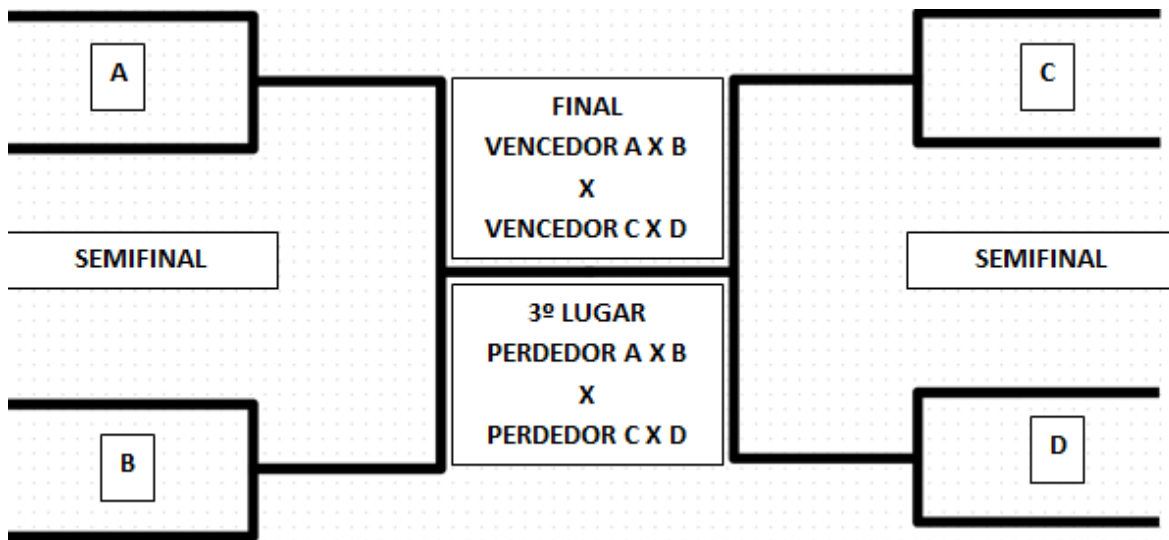 A
C
FINAL
VENCEDOR A X B
X
VENCEDOR C X D
SEMIFINAL
SEMIFINAL
3º LUGAR
PERDEDOR A X B
X
PERDEDOR C X D
B
D